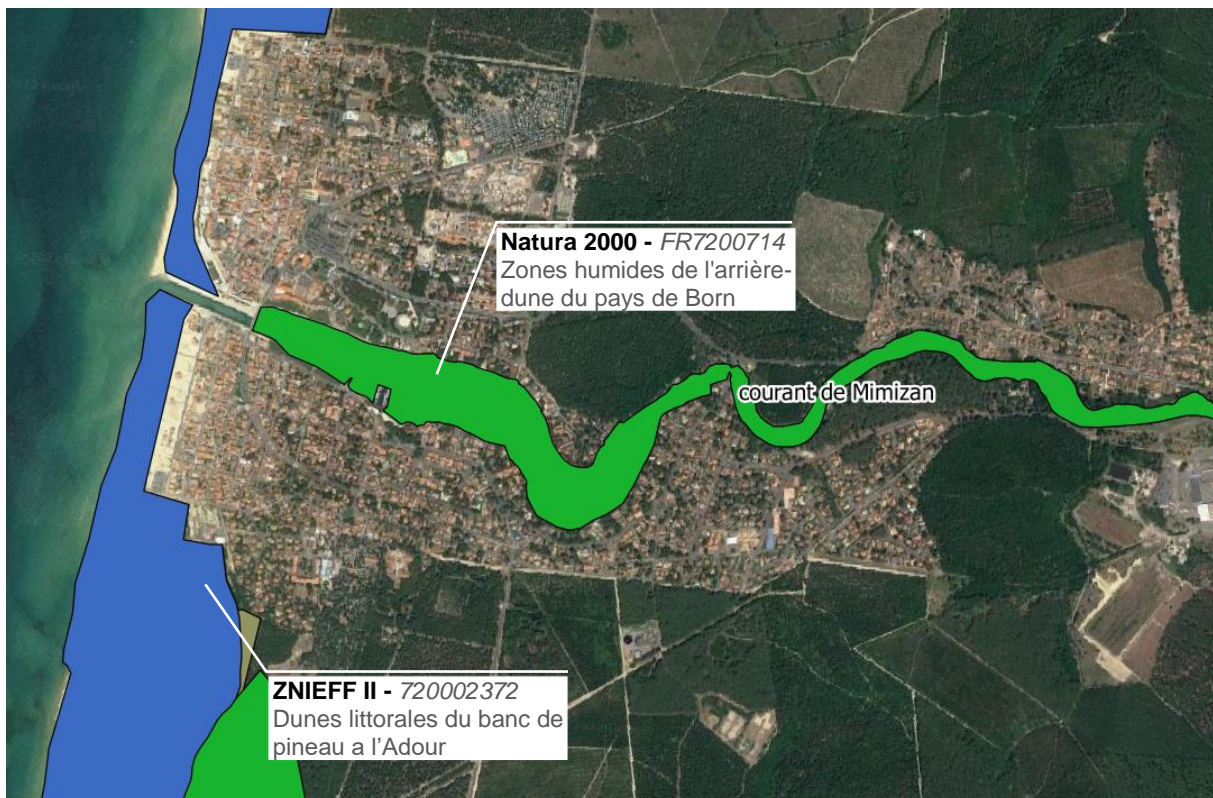 Natura 2000 - FR7200714
Zones humides de l'arrière-
dune du pays de Born
courant de Mimizan
ZNIEFF II - 720002372
Dunes littorales du banc de
pineau a l’Adour